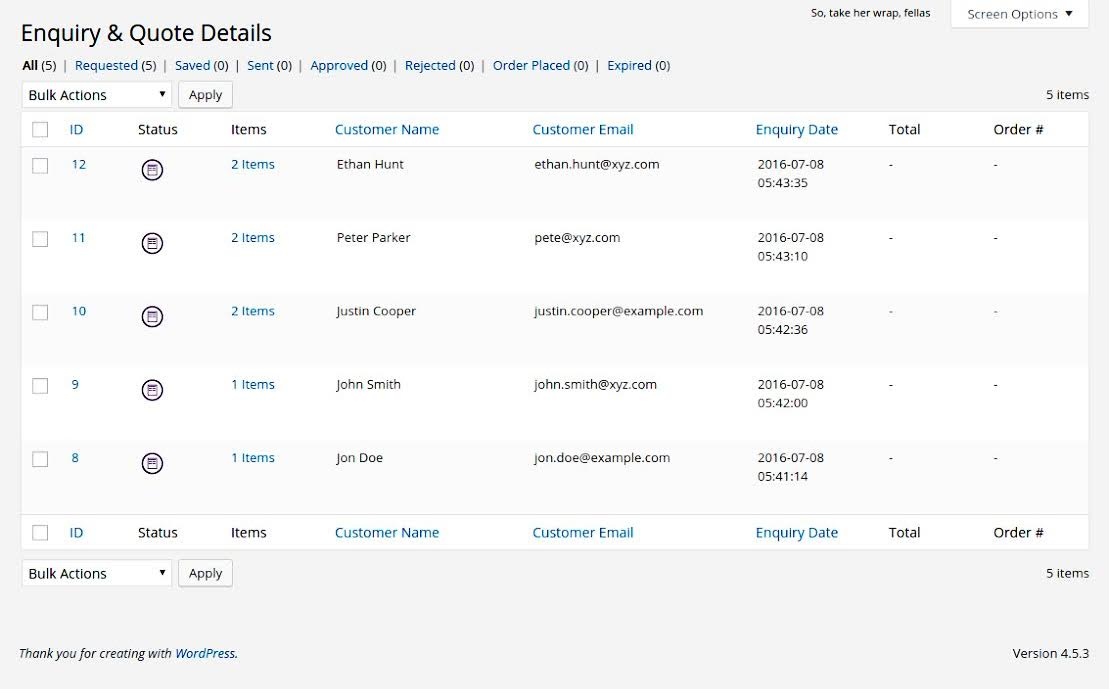 So, take her wrap, fellas
Screen Options
Enquiry & Quote Details
All (5) | Requested (5) | Saved (0) | Sent (0) | Approved (0) | Rejected (0) | Order Placed (0) | Expired (0)
Bulk Actions Apply 5 items
ID Status Items Customer Name Customer Email Enquiry Date Total Order #
12 2 Items Ethan Hunt ethan.hunt@xyz.com 2016-07-08 - -
05:43:35
11 2 Items Peter Parker pete@xyz.com 2016-07-08 - -
05:43:10
10 2 Items Justin Cooper justin.cooper@example.com 2016-07-08 - -
05:42:36
9 1 Items John Smith john.smith@xyz.com 2016-07-08 - -
05:42:00
8 1 Items Jon Doe jon.doe@example.com 2016-07-08 - -
05:41:14
ID Status Items Customer Name Customer Email Enquiry Date Total Order #
Bulk Actions Apply 5 items
Thank you for creating with WordPress. Version 4.5.3